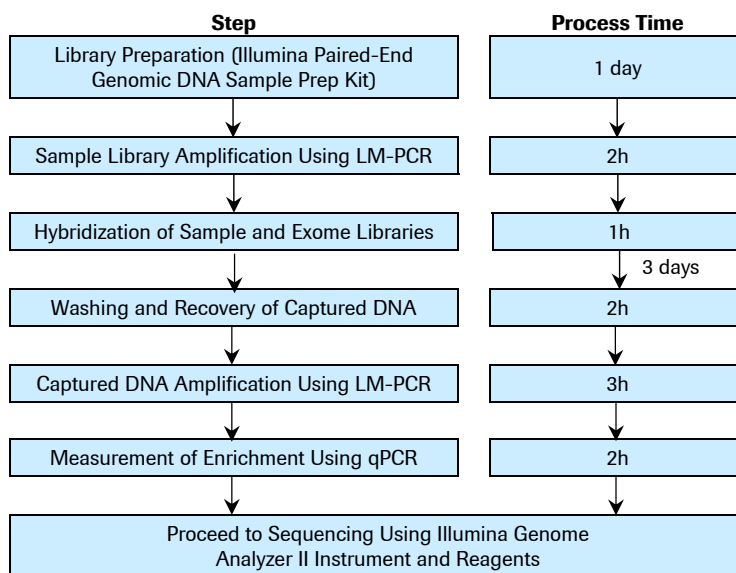 Step
Process Time
Library Preparation (Illumina Paired-End
Genomic DNA Sample Prep Kit)
1 day
Sample Library Amplification Using LM-PCR
2h
Hybridization of Sample and Exome Libraries
1h
3 days
Washing and Recovery of Captured DNA
2h
Captured DNA Amplification Using LM-PCR
3h
Measurement of Enrichment Using qPCR
2h
Proceed to Sequencing Using Illumina Genome
Analyzer II Instrument and Reagents